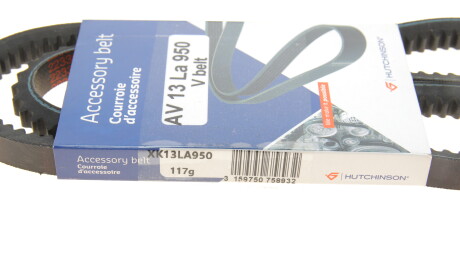 Accessory belt
Courroie
d'accessoire
AV 13 La 950
V belt
HUTCHINSON®
Accessory belt
Courroie
d'accessoire
XK13LA950
117g
3 159750 758932
HUTCHINSON®